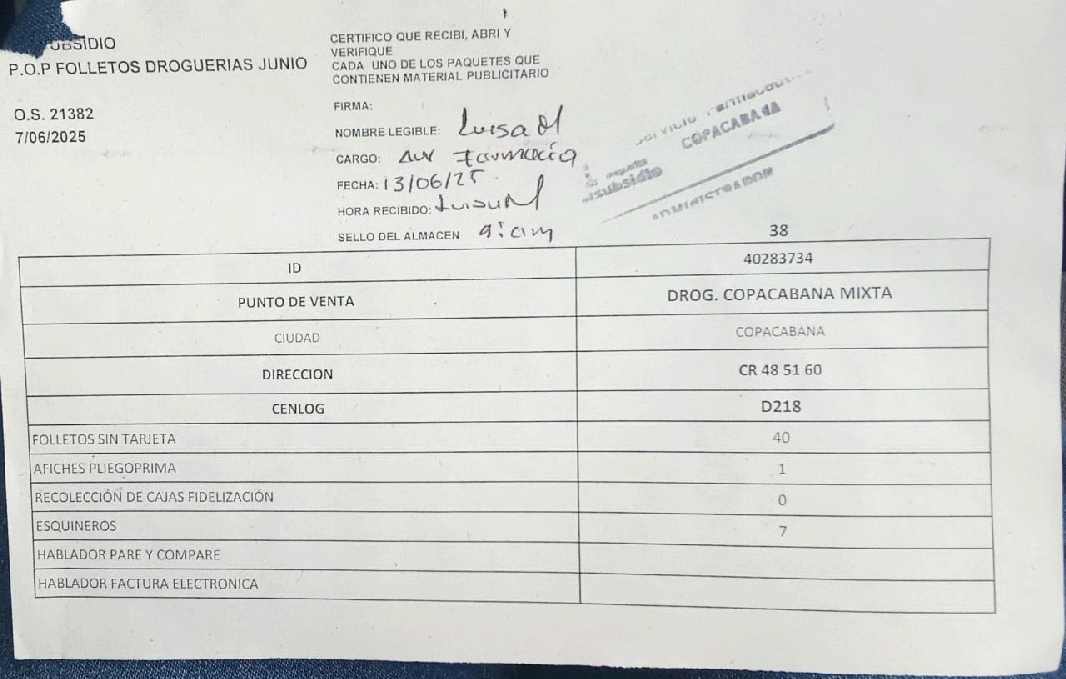 UBSIDIO
P.O.P FOLLETOS DROGUERIAS JUNIO
O.S. 21382
7/06/2025
CERTIFICO QUE RECIBI, ABRI Y
VERIFIQUE
CADA UNO DE LOS PAQUETES QUE
CONTIENEN MATERIAL PUBLICITARIO
FIRMA:
NOMBRE LEGIBLE: Luisa M
CARGO: Aux Farmacia
FECHA: 13/06/25
HORA RECIBIDO: Luisa M
SELLO DEL ALMACEN 9: am
COPACABANA
subsidio
ADMINISTRADOR
38
ID 40283734
PUNTO DE VENTA DROG. COPACABANA MIXTA
CIUDAD COPACABANA
DIRECCION CR 48 51 60
CENLOG D218
FOLLETOS SIN TARJETA 40
AFICHES PLIEGOPRIMA 1
RECOLECCIÓN DE CAJAS FIDELIZACIÓN 0
ESQUINEROS 7
HABLADOR PARE Y COMPARE
HABLADOR FACTURA ELECTRONICA